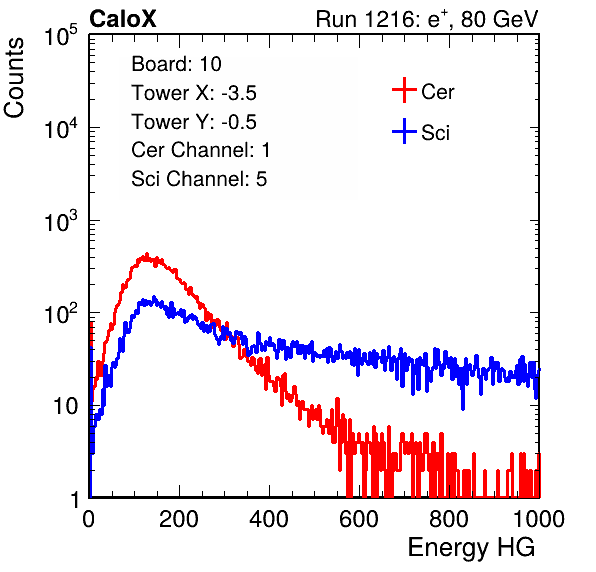 CaloX Run 1216: e⁺, 80 GeV
Counts
Board: 10
Tower X: -3.5
Tower Y: -0.5
Cer Channel: 1
Sci Channel: 5
Cer
Sci
10⁵
10⁴
10³
10²
10
1
0 200 400 600 800 1000
Energy HG